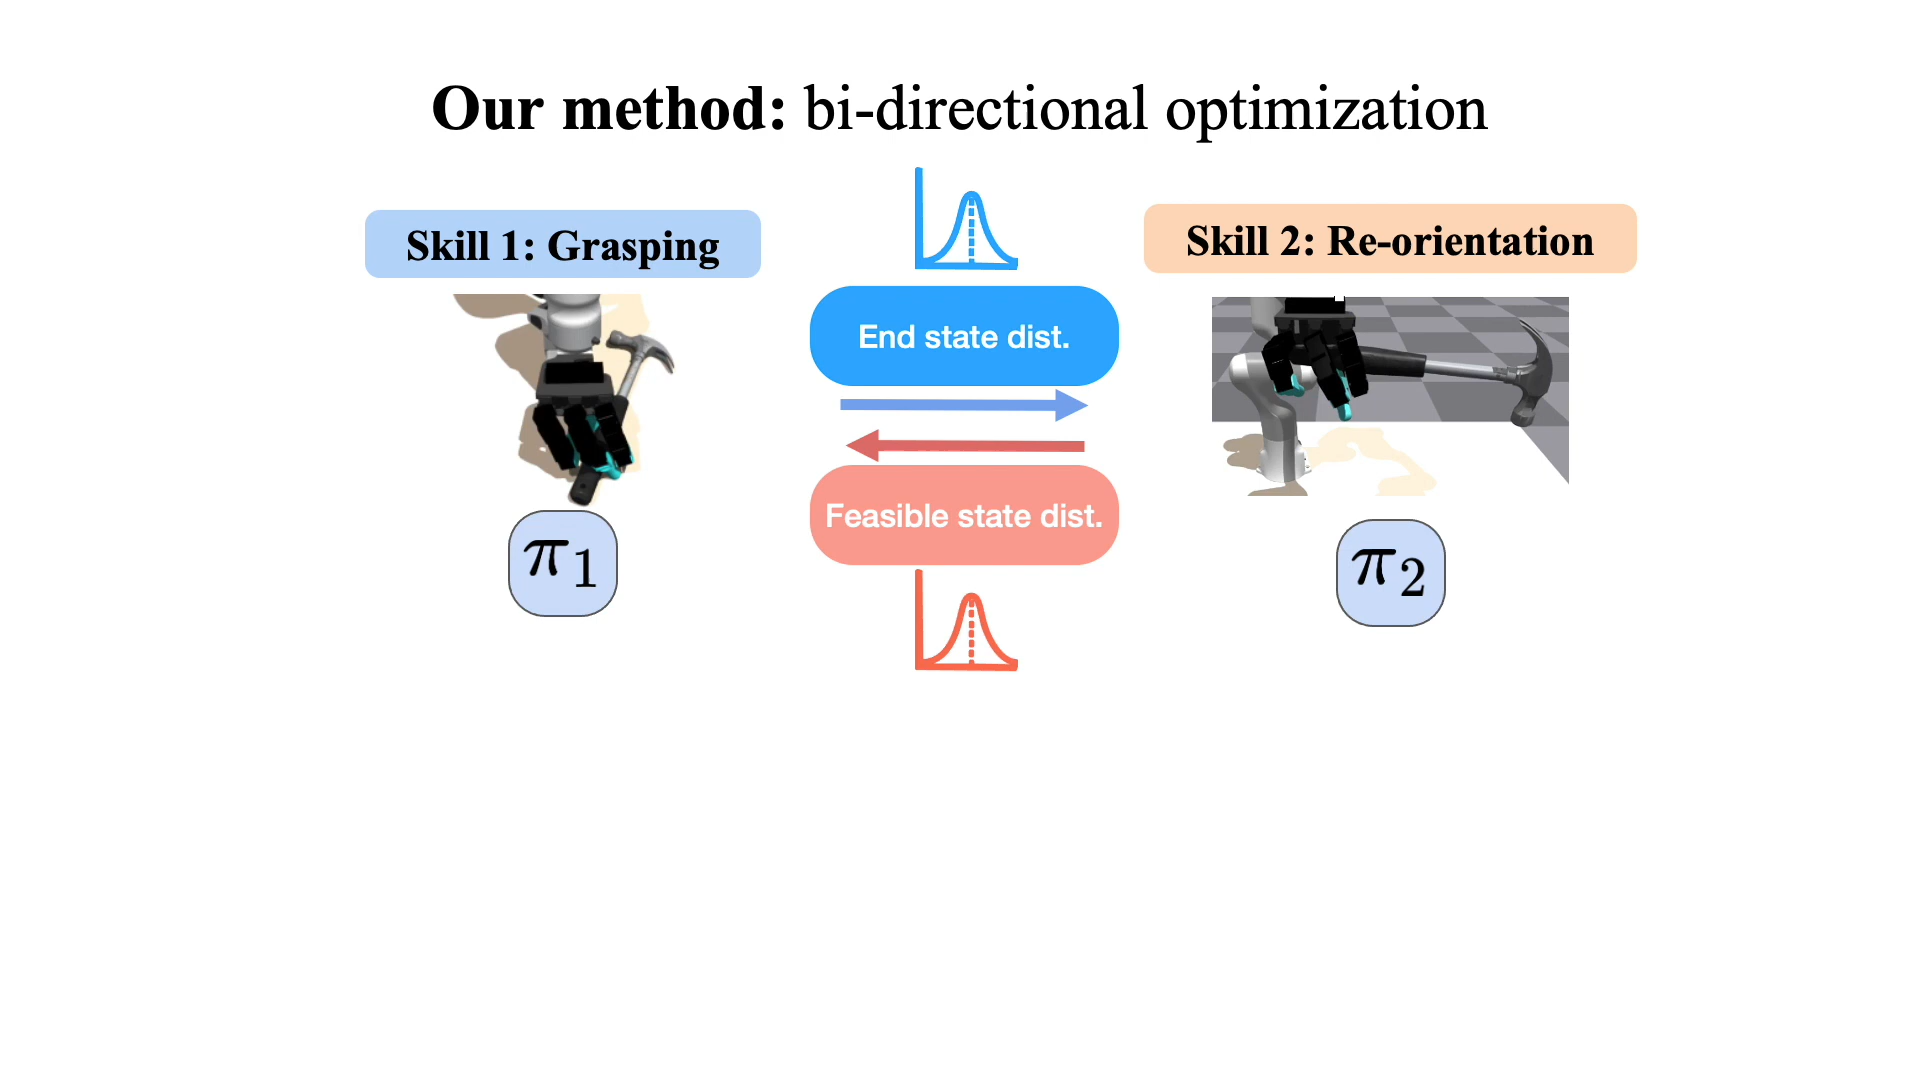 Our method: bi-directional optimization
Skill 1: Grasping
Skill 2: Re-orientation
End state dist.
Feasible state dist.
π1
π2